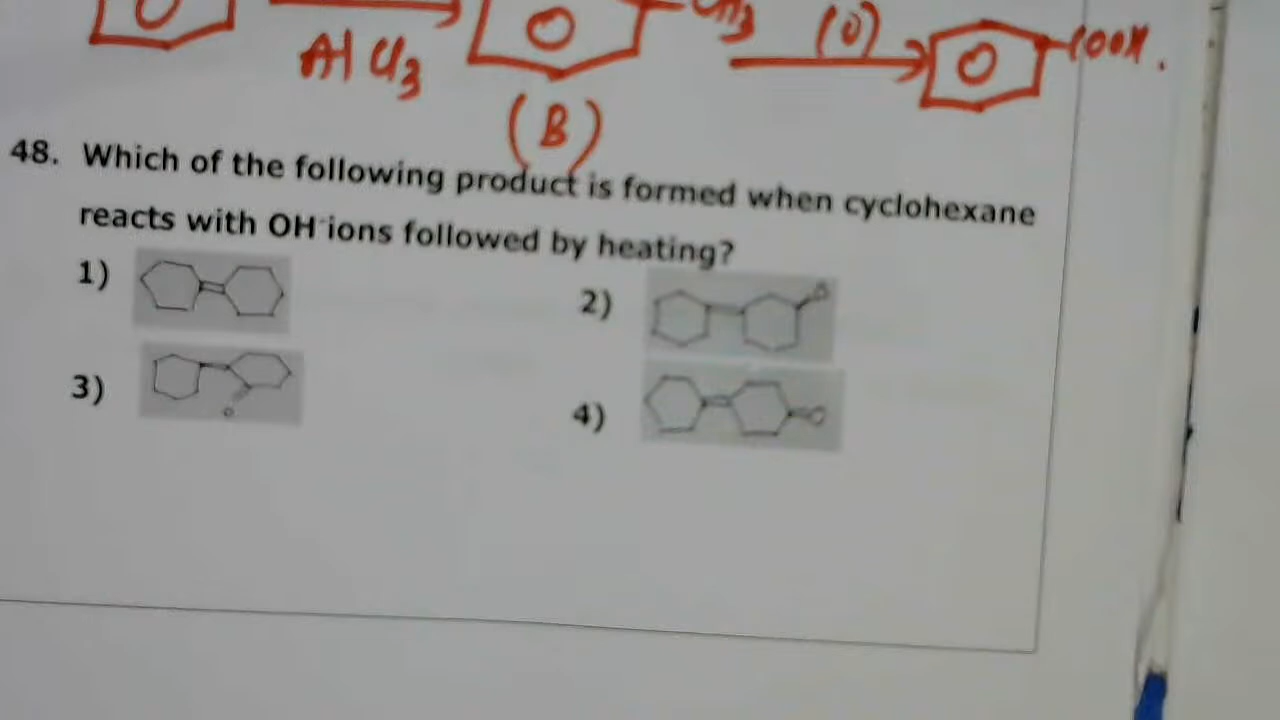 AlCl3
CH3
(O)
COOH.
(B)
48. Which of the following product is formed when cyclohexane
reacts with OH⁻ions followed by heating?
1)
2)
3)
4)